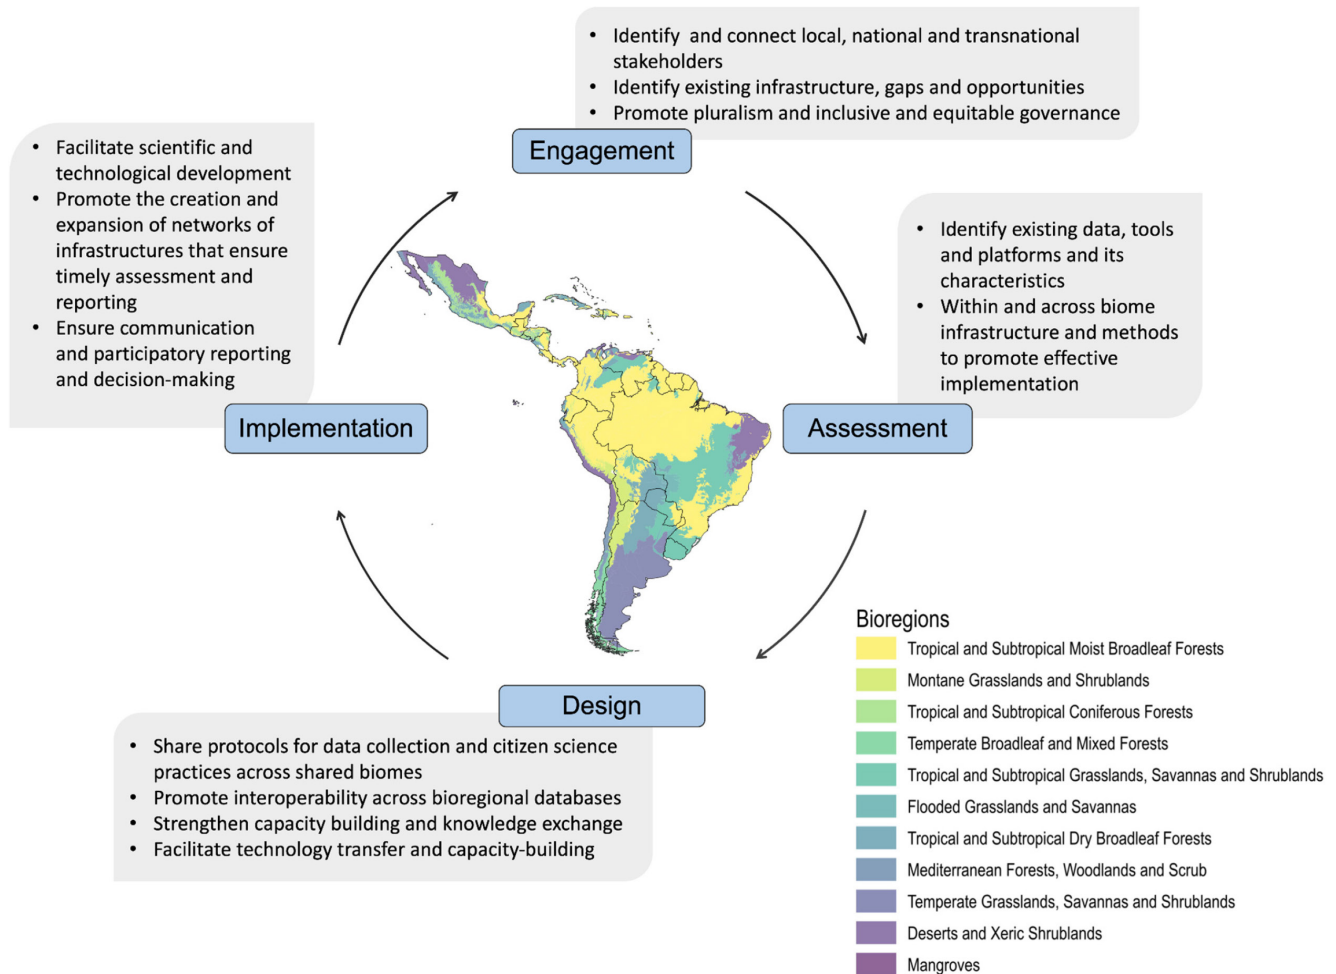 • Identify and connect local, national and transnational
stakeholders
• Identify existing infrastructure, gaps and opportunities
• Promote pluralism and inclusive and equitable governance
Engagement
• Facilitate scientific and
technological development
• Promote the creation and
expansion of networks of
infrastructures that ensure
timely assessment and
reporting
• Ensure communication
and participatory reporting
and decision-making
Implementation
• Identify existing data, tools
and platforms and its
characteristics
• Within and across biome
infrastructure and methods
to promote effective
implementation
Assessment
Design
• Share protocols for data collection and citizen science
practices across shared biomes
• Promote interoperability across bioregional databases
• Strengthen capacity building and knowledge exchange
• Facilitate technology transfer and capacity-building
Bioregions
Tropical and Subtropical Moist Broadleaf Forests
Montane Grasslands and Shrublands
Tropical and Subtropical Coniferous Forests
Temperate Broadleaf and Mixed Forests
Tropical and Subtropical Grasslands, Savannas and Shrublands
Flooded Grasslands and Savannas
Tropical and Subtropical Dry Broadleaf Forests
Mediterranean Forests, Woodlands and Scrub
Temperate Grasslands, Savannas and Shrublands
Deserts and Xeric Shrublands
Mangroves